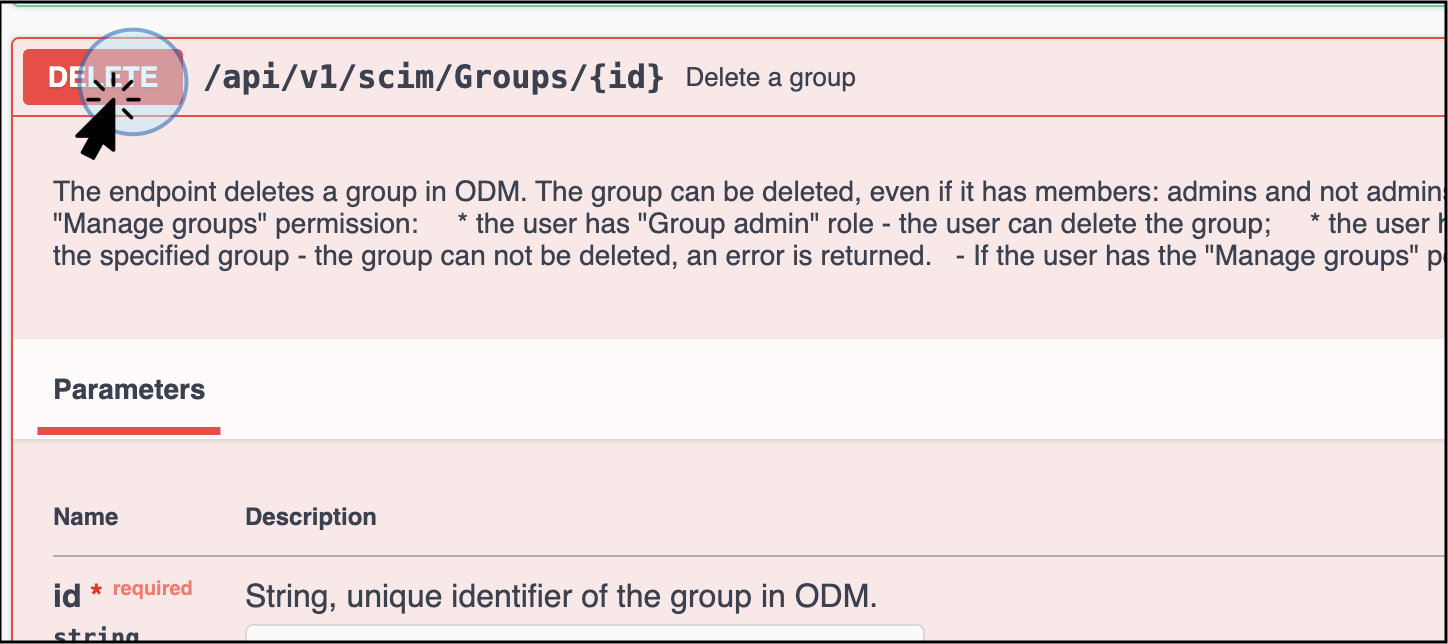 DELETE /api/v1/scim/Groups/{id} Delete a group
The endpoint deletes a group in ODM. The group can be deleted, even if it has members: admins and not admins
"Manage groups" permission: * the user has "Group admin" role - the user can delete the group; * the user
the specified group - the group can not be deleted, an error is returned. - If the user has the "Manage groups"
Parameters
Name Description
id * required String, unique identifier of the group in ODM.
string